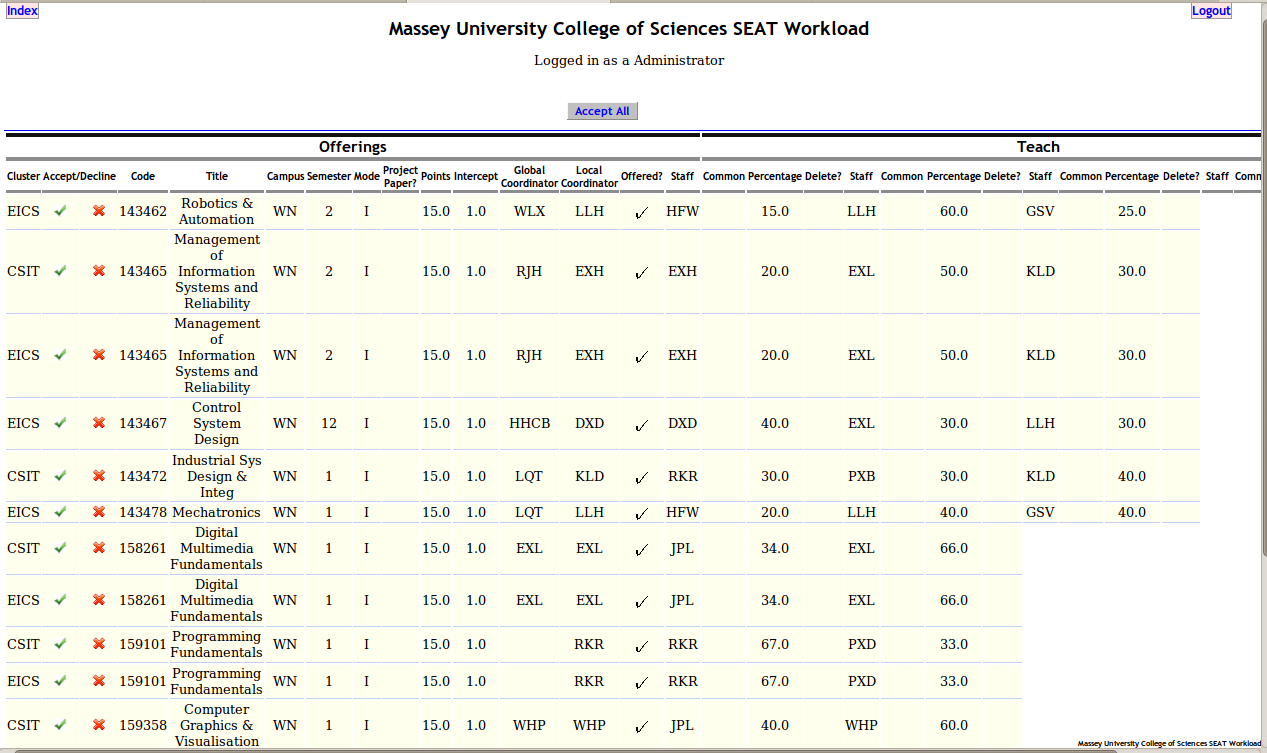 Index Logout
Massey University College of Sciences SEAT Workload
Logged in as a Administrator
Accept All
Offerings Teach
Cluster Accept/Decline Code Title Campus Semester Mode Project Paper? Points Intercept Global Coordinator Local Coordinator Offered? Staff Common Percentage Delete? Staff Common Percentage Delete? Staff Common Percentage Delete? Staff Comm
EICS 143462 Robotics & Automation WN 2 I 15.0 1.0 WLX LLH HFW 15.0 LLH 60.0 GSV 25.0
CSIT 143465 Management of Information Systems and Reliability WN 2 I 15.0 1.0 RJH EXH EXH 20.0 EXL 50.0 KLD 30.0
EICS 143465 Management of Information Systems and Reliability WN 2 I 15.0 1.0 RJH EXH EXH 20.0 EXL 50.0 KLD 30.0
EICS 143467 Control System Design WN 12 I 15.0 1.0 HHCB DXD DXD 40.0 EXL 30.0 LLH 30.0
CSIT 143472 Industrial Sys Design & Integ WN 1 I 15.0 1.0 LQT KLD RKR 30.0 PXB 30.0 KLD 40.0
EICS 143478 Mechatronics WN 1 I 15.0 1.0 LQT LLH HFW 20.0 LLH 40.0 GSV 40.0
CSIT 158261 Digital Multimedia Fundamentals WN 1 I 15.0 1.0 EXL EXL JPL 34.0 EXL 66.0
EICS 158261 Digital Multimedia Fundamentals WN 1 I 15.0 1.0 EXL EXL JPL 34.0 EXL 66.0
CSIT 159101 Programming Fundamentals WN 1 I 15.0 1.0 RKR RKR 67.0 PXD 33.0
EICS 159101 Programming Fundamentals WN 1 I 15.0 1.0 RKR RKR 67.0 PXD 33.0
CSIT 159358 Computer Graphics & Visualisation WN 1 I 15.0 1.0 WHP WHP JPL 40.0 WHP 60.0
Massey University College of Sciences SEAT Workload